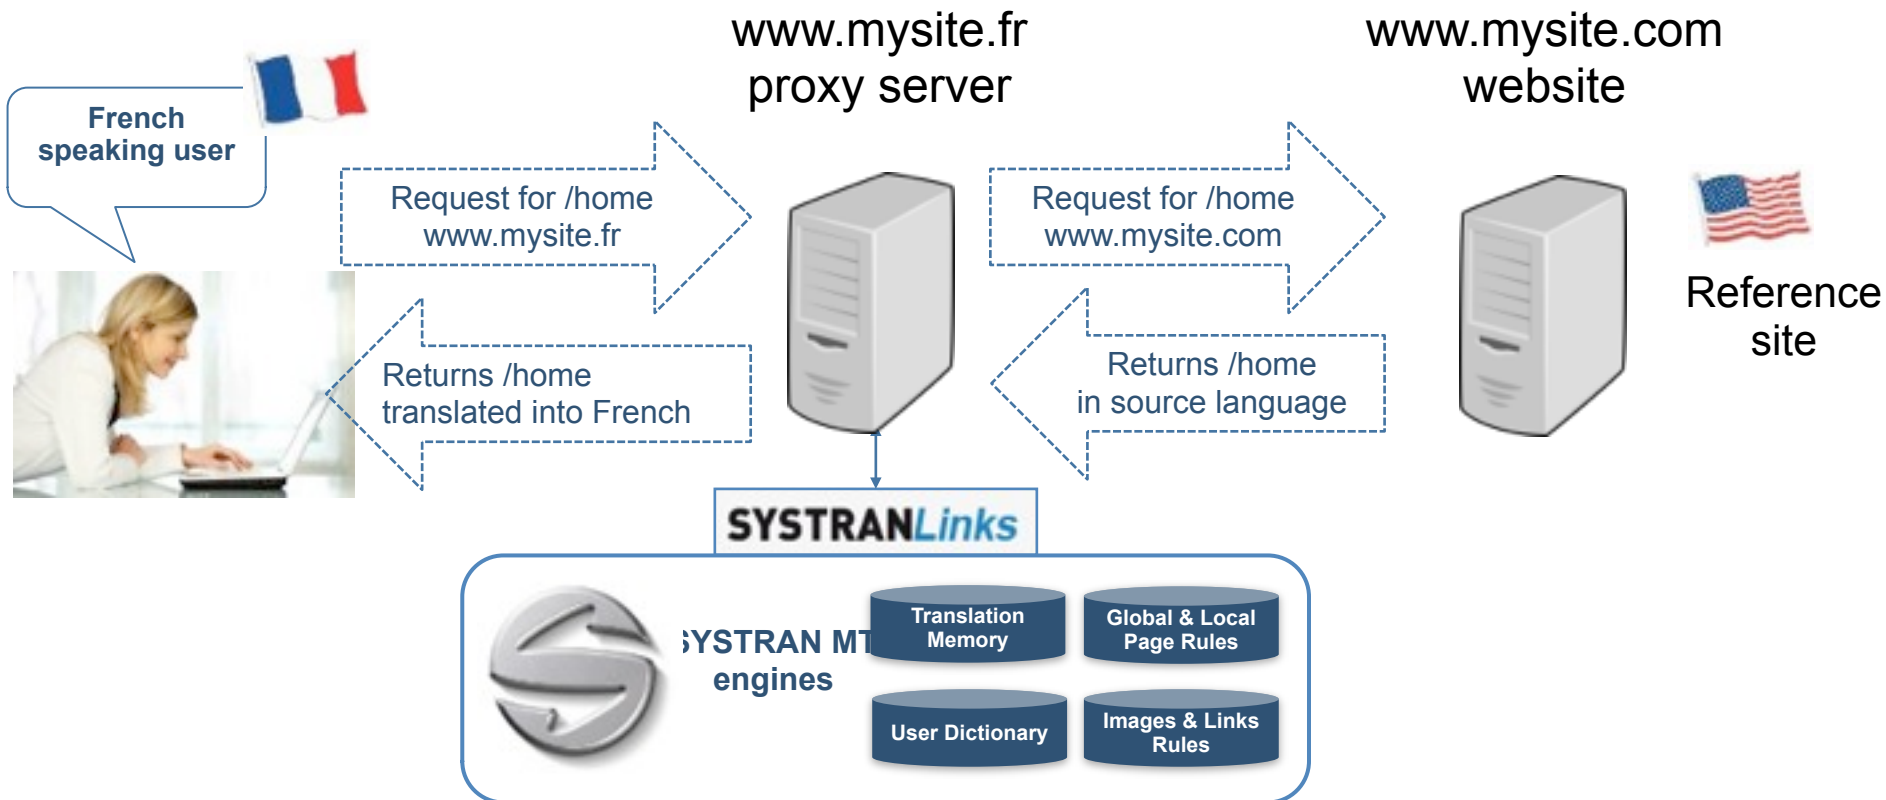 www.mysite.fr
proxy server
www.mysite.com
website
French
speaking user
Request for /home
www.mysite.fr
Request for /home
www.mysite.com
Reference
site
Returns /home
translated into French
Returns /home
in source language
SYSTRANLinks
SYSTRAN MT
engines
Translation
Memory
Global & Local
Page Rules
User Dictionary
Images & Links
Rules